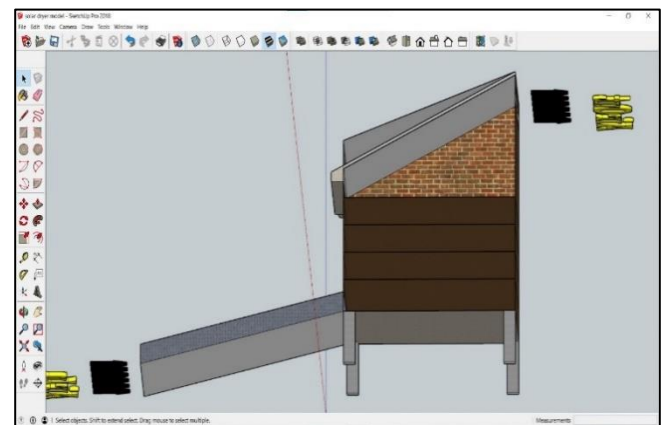 solar dryer model - SketchUp Pro 2018
File Edit View Camera Draw Tools Window Help
Select objects. Shift to extend select. Drag mouse to select multiple.
Measurements